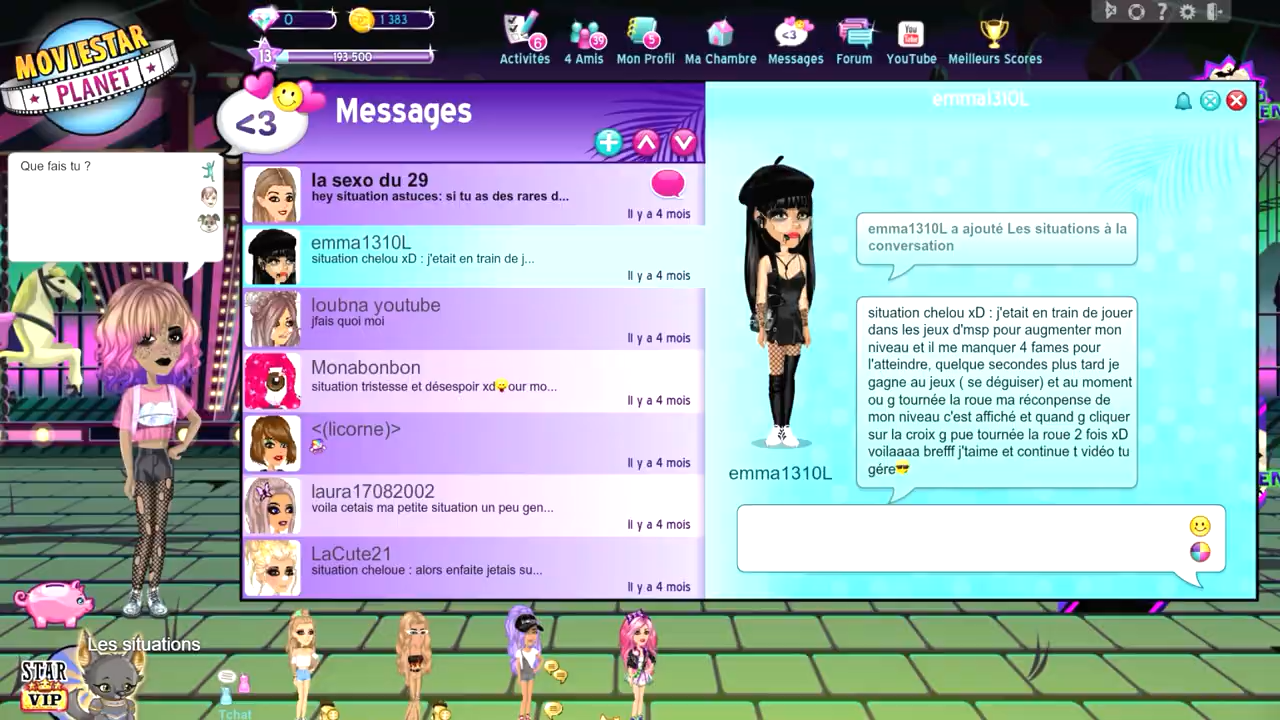 0
1 383
13
193 500
6
39
5
<3
You
Tube
Activités
4 Amis
Mon Profil
Ma Chambre
Messages
Forum
YouTube
Meilleurs Scores
MOVIESTAR
PLANET
Que fais tu ?
<3
Messages
la sexo du 29
hey situation astuces: si tu as des rares d...
Il y a 4 mois
emma1310L
situation chelou xD : j'etait en train de j...
Il y a 4 mois
loubna youtube
jfais quoi moi
Il y a 4 mois
Monabonbon
situation tristesse et désespoir xd😛our mo...
Il y a 4 mois
<(licorne)>
Il y a 4 mois
laura17082002
voila cetais ma petite situation un peu gen...
Il y a 4 mois
LaCute21
situation cheloue : alors enfaite jetais su...
Il y a 4 mois
emma1310L
emma1310L a ajouté Les situations à la
conversation
situation chelou xD : j'etait en train de jouer
dans les jeux d'msp pour augmenter mon
niveau et il me manquer 4 fames pour
l'atteindre, quelque secondes plus tard je
gagne au jeux ( se déguiser) et au moment
ou g tournée la roue ma réconpense de
mon niveau c'est affiché et quand g cliquer
sur la croix g pue tournée la roue 2 fois xD
voilaaaa brefff j'taime et continue t vidéo tu
gére😎
emma1310L
Les situations
STAR
VIP
Tchat